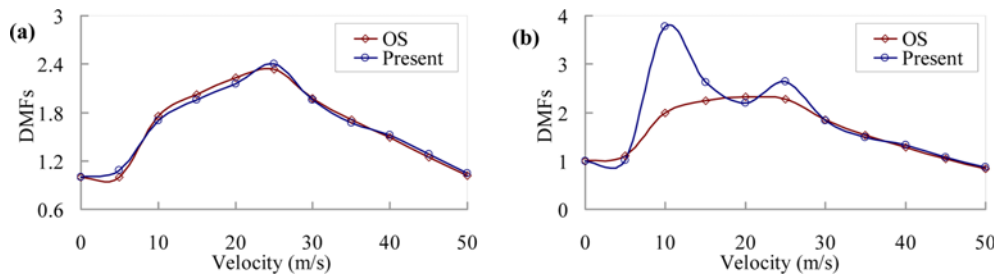 (a)
DMFs
3
2.4
1.8
1.2
0.6
OS
Present
0 10 20 30 40 50
Velocity (m/s)
(b)
DMFs
4
3
2
1
0
OS
Present
0 10 20 30 40 50
Velocity (m/s)